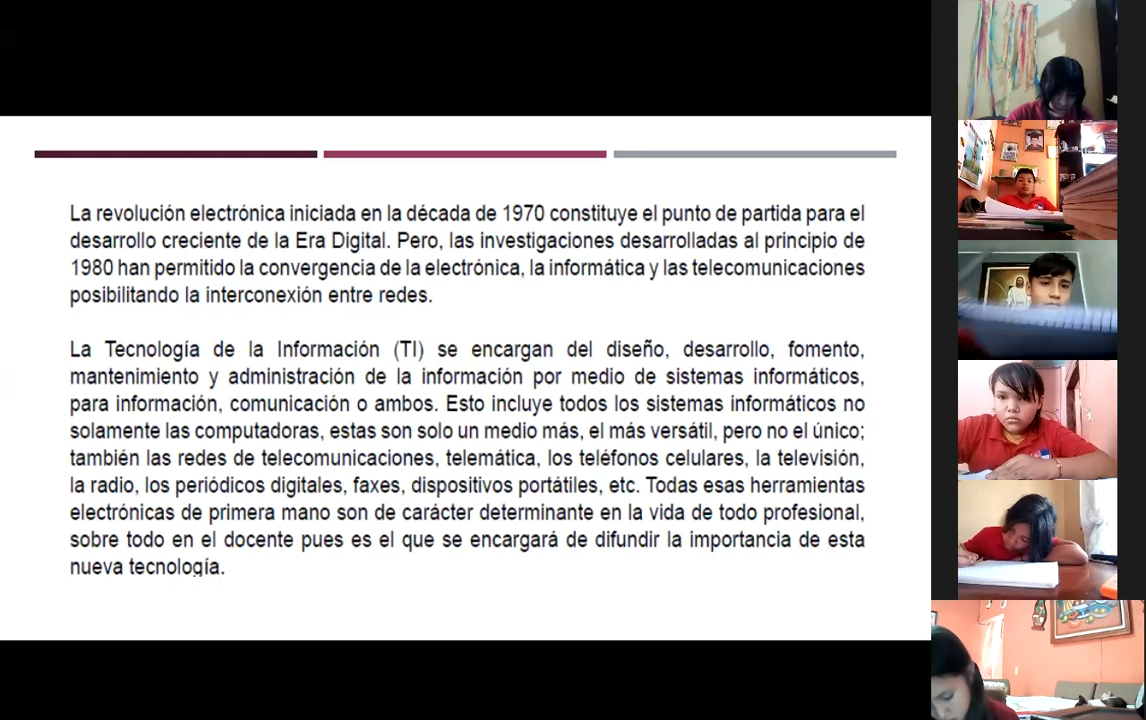 La revolución electrónica iniciada en la década de 1970 constituye el punto de partida para el
desarrollo creciente de la Era Digital. Pero, las investigaciones desarrolladas al principio de
1980 han permitido la convergencia de la electrónica, la informática y las telecomunicaciones
posibilitando la interconexión entre redes.
La Tecnología de la Información (TI) se encargan del diseño, desarrollo, fomento,
mantenimiento y administración de la información por medio de sistemas informáticos,
para información, comunicación o ambos. Esto incluye todos los sistemas informáticos no
solamente las computadoras, estas son solo un medio más, el más versátil, pero no el único;
también las redes de telecomunicaciones, telemática, los teléfonos celulares, la televisión,
la radio, los periódicos digitales, faxes, dispositivos portátiles, etc. Todas esas herramientas
electrónicas de primera mano son de carácter determinante en la vida de todo profesional,
sobre todo en el docente pues es el que se encargará de difundir la importancia de esta
nueva tecnología.